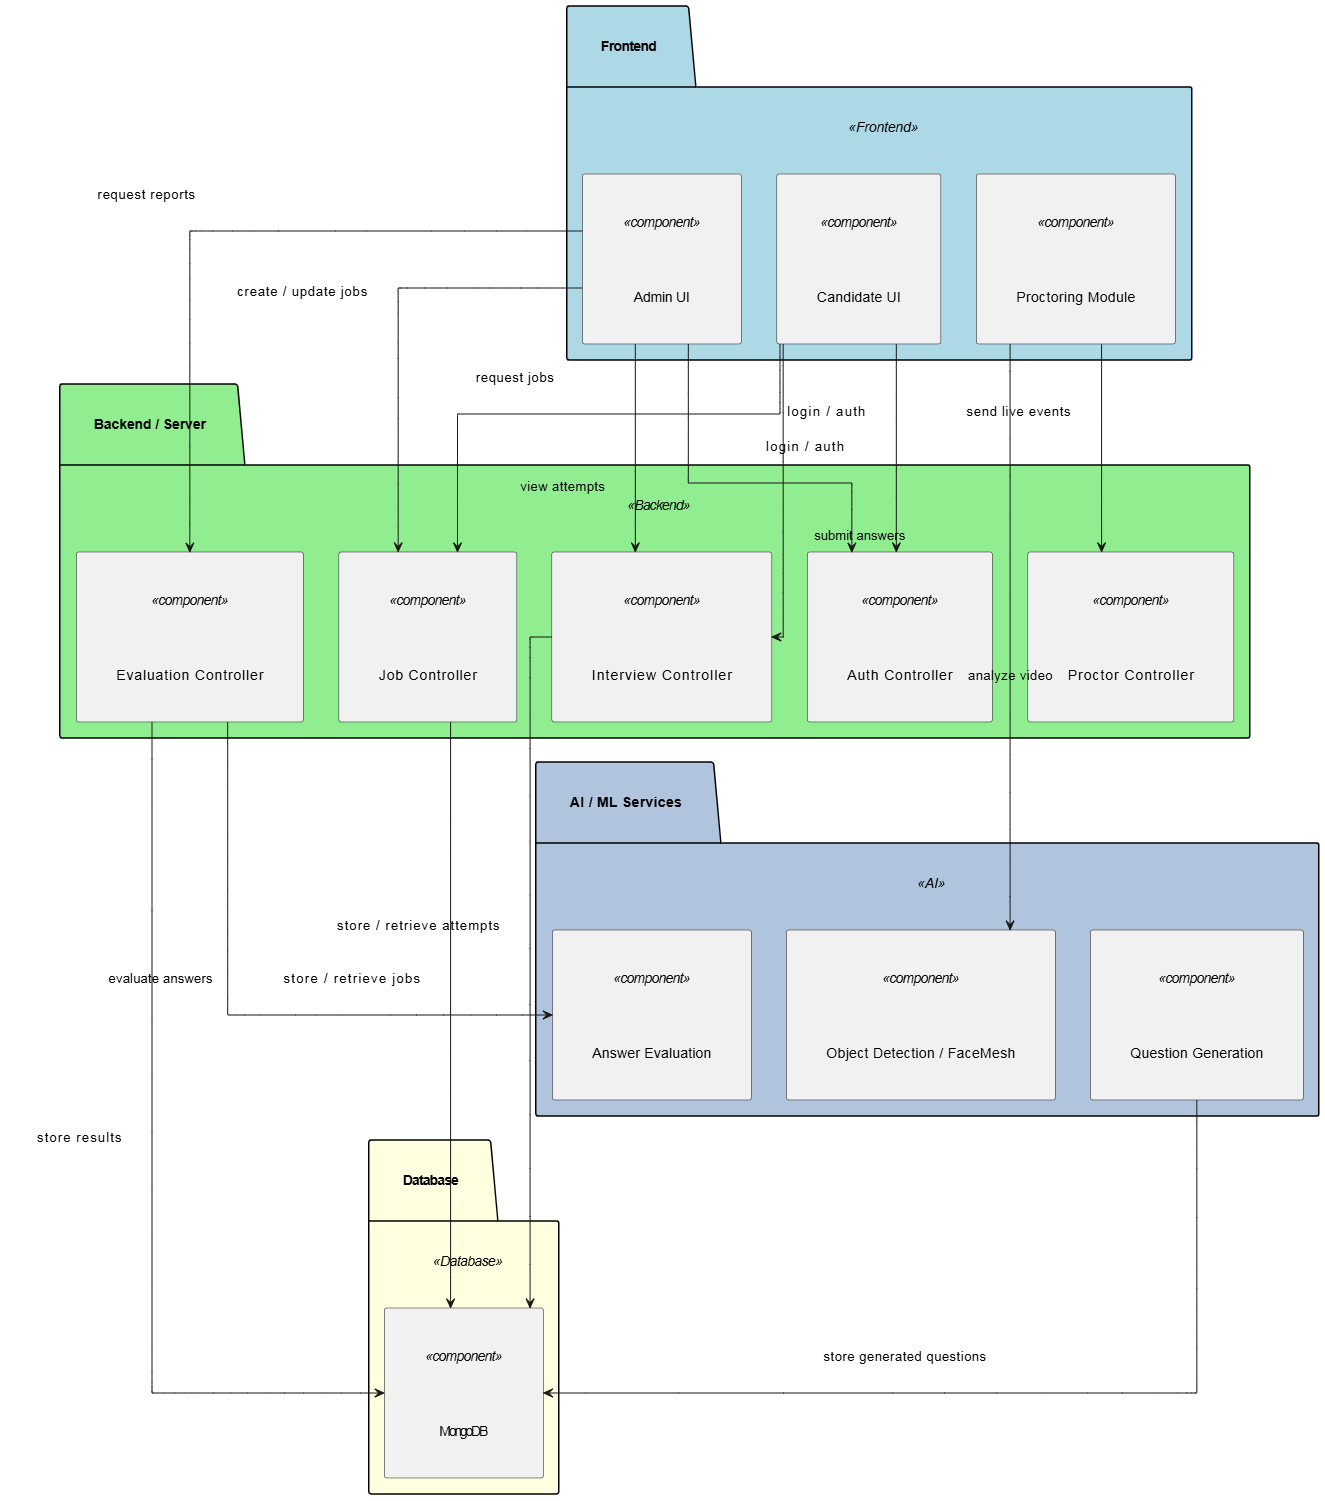 Frontend
«Frontend»
request reports
«component»
«component»
«component»
create / update jobs
Admin UI
Candidate UI
Proctoring Module
request jobs
login / auth
send live events
Backend / Server
login / auth
view attempts
«Backend»
submit answers
«component»
«component»
«component»
«component»
«component»
Evaluation Controller
Job Controller
Interview Controller
Auth Controller
analyze video
Proctor Controller
AI / ML Services
«AI»
store / retrieve attempts
evaluate answers
store / retrieve jobs
«component»
«component»
«component»
Answer Evaluation
Object Detection / FaceMesh
Question Generation
store results
Database
«Database»
«component»
store generated questions
MongoDB